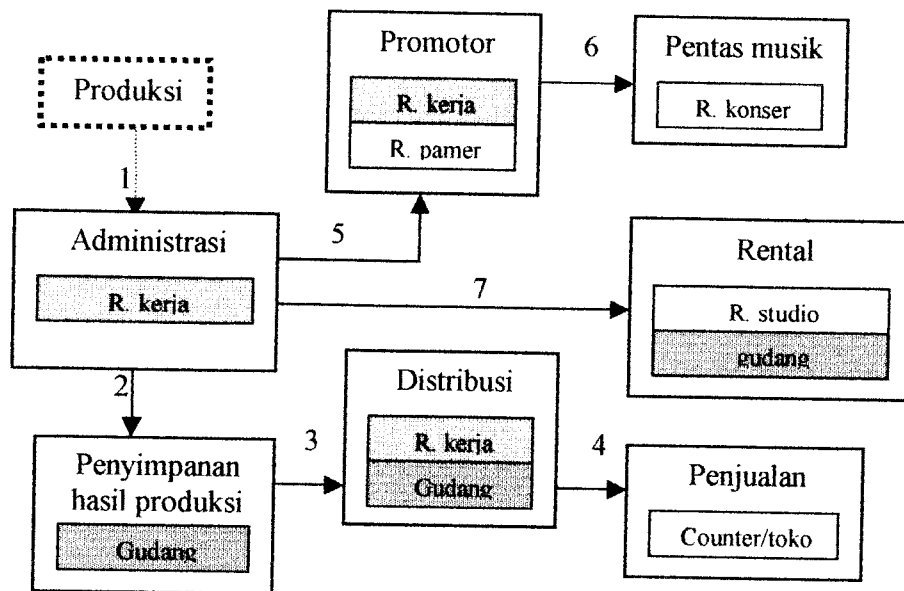 Produksi
1
Administrasi
R. kerja
2
Penyimpanan
hasil produksi
Gudang
3
Distribusi
R. kerja
Gudang
4
Penjualan
Counter/toko
5
Promotor
R. kerja
R. pamer
6
Pentas musik
R. konser
7
Rental
R. studio
gudang